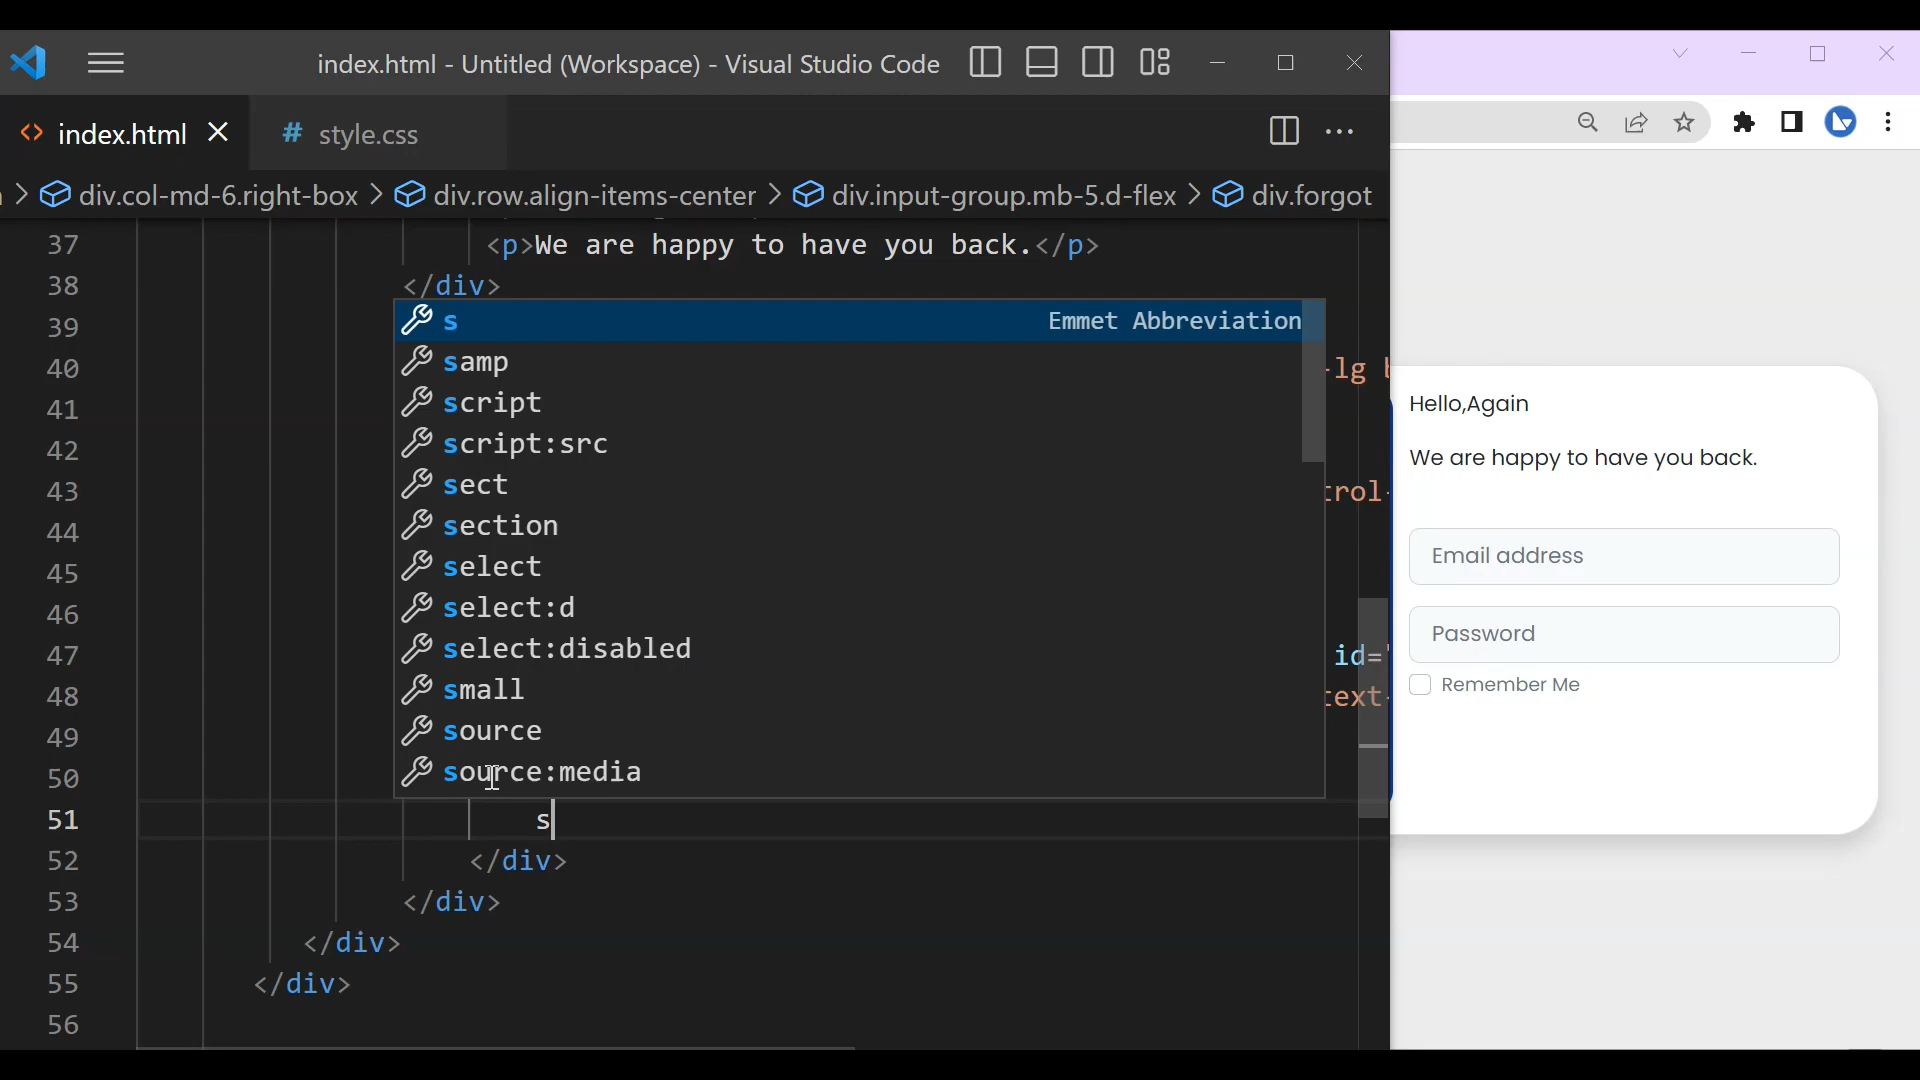 index.html - Untitled (Workspace) - Visual Studio Code
index.html
# style.css
div.col-md-6.right-box > div.row.align-items-center > div.input-group.mb-5.d-flex > div.forgot
37 <p>We are happy to have you back.</p>
38 </div>
39
40 -lg
41
42
43 trol-
44
45
46
47 id=
48 text-
49
50
51 s
52 </div>
53 </div>
54 </div>
55 </div>
56
s Emmet Abbreviation
samp
script
script:src
sect
section
select
select:d
select:disabled
small
source
source:media
Hello,Again
We are happy to have you back.
Email address
Password
Remember Me